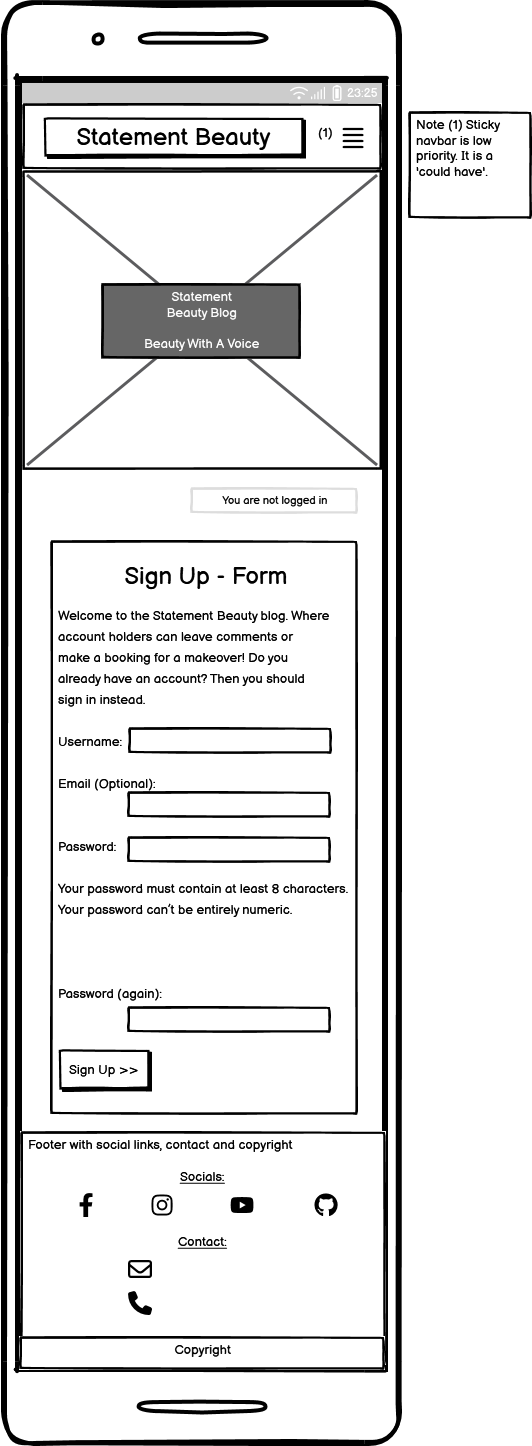 23:25
Statement Beauty
(1)
Note (1) Sticky
navbar is low
priority. It is a
'could have'.
Statement
Beauty Blog
Beauty With A Voice
You are not logged in
Sign Up - Form
Welcome to the Statement Beauty blog. Where
account holders can leave comments or
make a booking for a makeover! Do you
already have an account? Then you should
sign in instead.
Username:
Email (Optional):
Password:
Your password must contain at least 8 characters.
Your password can't be entirely numeric.
Password (again):
Sign Up >>
Footer with social links, contact and copyright
Socials:
Contact:
Copyright